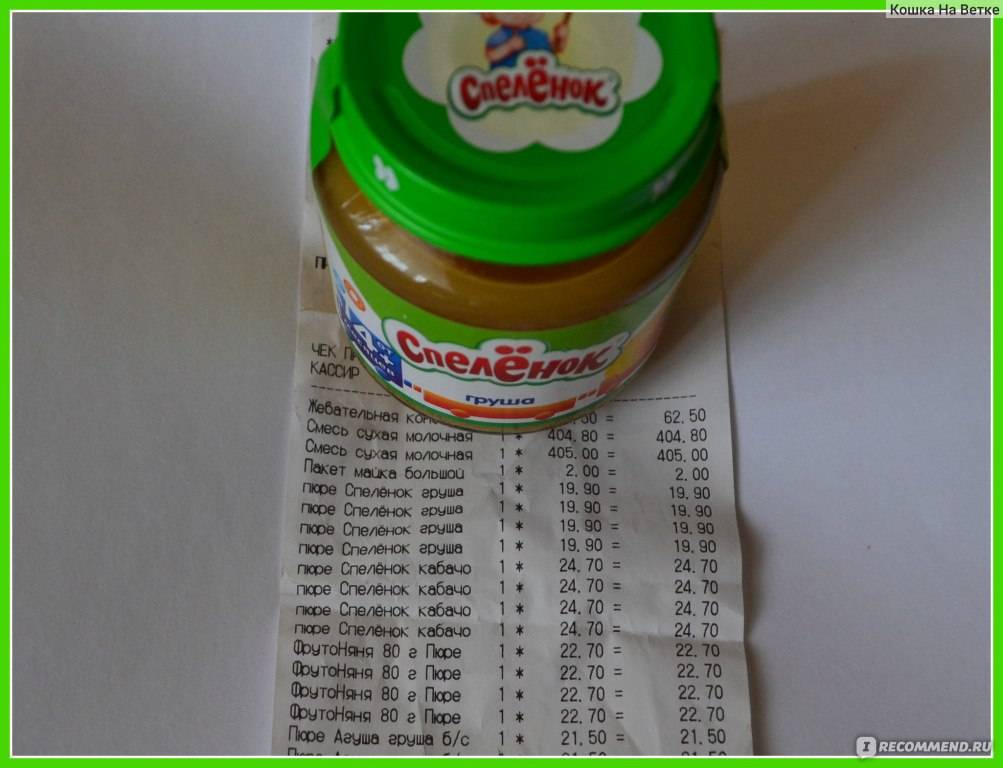 Кошка На Ветке
Спелёнок
Спелёнок
груша
ЧЕК
КАССИР
Жевательная 62.50
Смесь сухая молочная 1 * 404.80 = 404.80
Смесь сухая молочная 1 * 405.00 = 405.00
Пакет майка большой 1 * 2.00 = 2.00
пюре Спелёнок груша 1 * 19.90 = 19.90
пюре Спелёнок груша 1 * 19.90 = 19.90
пюре Спелёнок груша 1 * 19.90 = 19.90
пюре Спелёнок груша 1 * 19.90 = 19.90
пюре Спелёнок кабачо 1 * 24.70 = 24.70
пюре Спелёнок кабачо 1 * 24.70 = 24.70
пюре Спелёнок кабачо 1 * 24.70 = 24.70
пюре Спелёнок кабачо 1 * 24.70 = 24.70
ФрутоНяня 80 г Пюре 1 * 22.70 = 22.70
ФрутоНяня 80 г Пюре 1 * 22.70 = 22.70
ФрутоНяня 80 г Пюре 1 * 22.70 = 22.70
ФрутоНяня 80 г Пюре 1 * 22.70 = 22.70
Пюре Агуша груша б/с 1 * 21.50 = 21.50
IRECOMMEND.RU